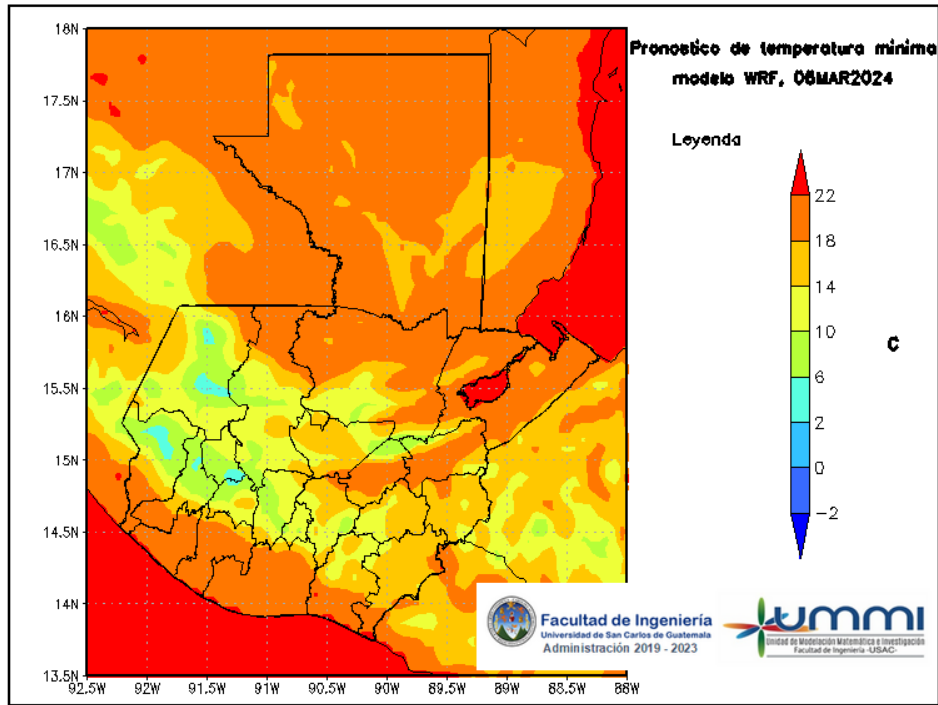 Pronostico de temperatura minima
modelo WRF, 06MAR2024
Leyenda
22
18
14
10
6
2
0
-2
C
18N
17.5N
17N
16.5N
16N
15.5N
15N
14.5N
14N
13.5N
92.5W 92W 91.5W 91W 90.5W 90W 89.5W 89W 88.5W 88W
Facultad de Ingeniería
Universidad de San Carlos de Guatemala
Administración 2019 - 2023
UMMI
Unidad de Modelación Matemática e Investigación
Facultad de Ingeniería -USAC-